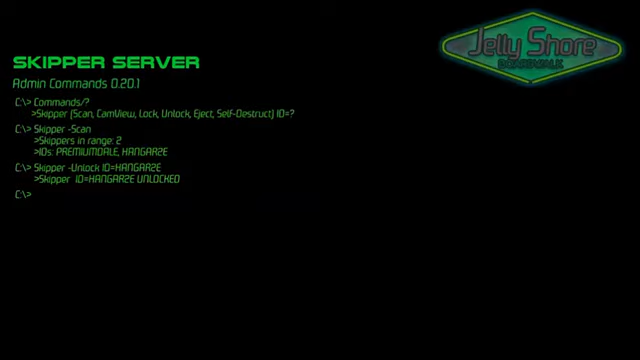 Jelly Shore
BOARDWALK
SKIPPER SERVER
Admin Commands 0.20.1
C:\> Commands/?
>Skipper (Scan, CamView, Lock, Unlock, Eject, Self-Destruct) ID=?
C:\> Skipper -Scan
>Skippers in range: 2
>IDs: PREMIUMDALE, HANGAR2E
C:\> Skipper -Unlock ID=HANGAR2E
>Skipper ID=HANGAR2E UNLOCKED
C:\>